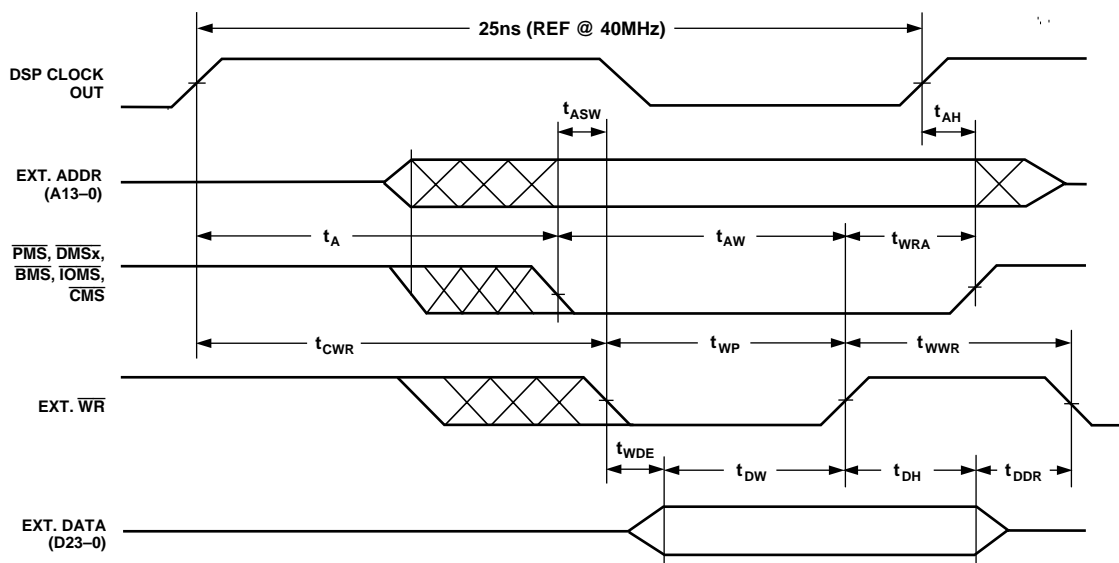 25ns (REF @ 40MHz)
DSP CLOCK
OUT
tASW
tAH
EXT. ADDR
(A13–0)
tA
tAW
tWRA
PMS, DMSx,
BMS, IOMS,
CMS
tCWR
tWP
tWWR
EXT. WR
tWDE
tDW
tDH
tDDR
EXT. DATA
(D23–0)